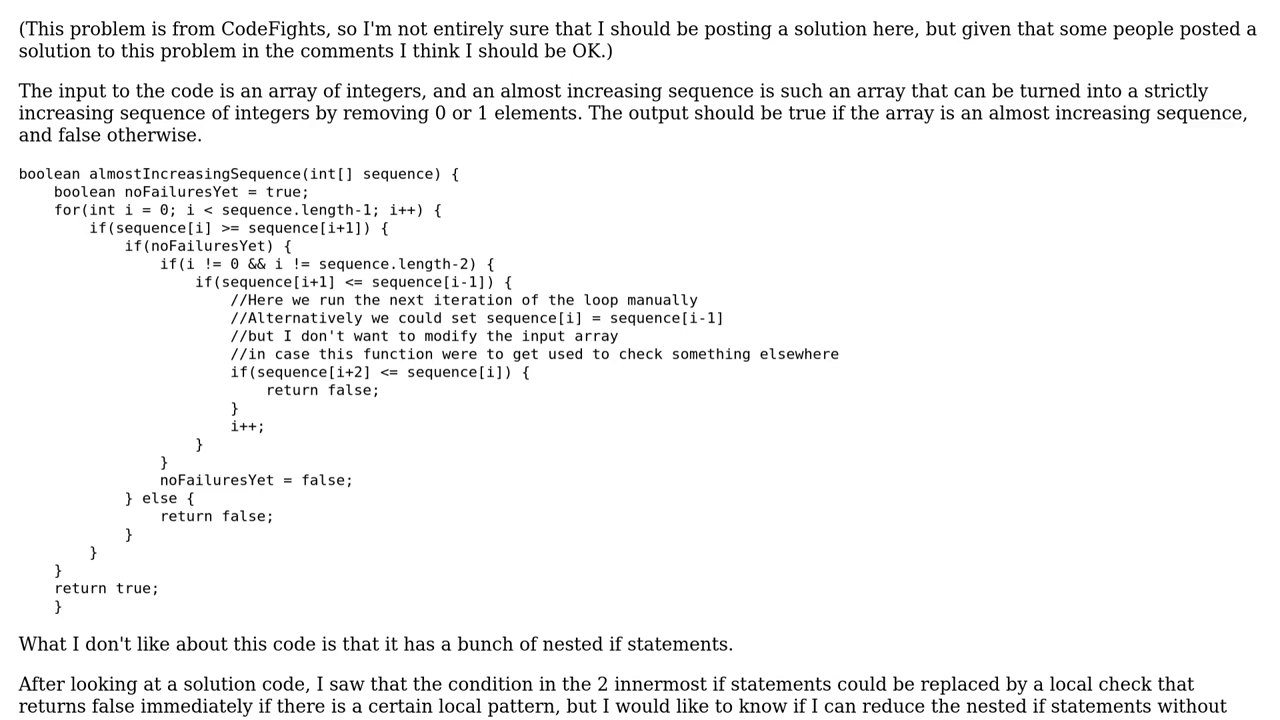 (This problem is from CodeFights, so I'm not entirely sure that I should be posting a solution here, but given that some people posted a
solution to this problem in the comments I think I should be OK.)
The input to the code is an array of integers, and an almost increasing sequence is such an array that can be turned into a strictly
increasing sequence of integers by removing 0 or 1 elements. The output should be true if the array is an almost increasing sequence,
and false otherwise.
boolean almostIncreasingSequence(int[] sequence) {
    boolean noFailuresYet = true;
    for(int i = 0; i < sequence.length-1; i++) {
        if(sequence[i] >= sequence[i+1]) {
            if(noFailuresYet) {
                if(i != 0 && i != sequence.length-2) {
                    if(sequence[i+1] <= sequence[i-1]) {
                        //Here we run the next iteration of the loop manually
                        //Alternatively we could set sequence[i] = sequence[i-1]
                        //but I don't want to modify the input array
                        //in case this function were to get used to check something elsewhere
                        if(sequence[i+2] <= sequence[i]) {
                            return false;
                        }
                        i++;
                    }
                }
                noFailuresYet = false;
            } else {
                return false;
            }
        }
    }
    return true;
    }
What I don't like about this code is that it has a bunch of nested if statements.
After looking at a solution code, I saw that the condition in the 2 innermost if statements could be replaced by a local check that
returns false immediately if there is a certain local pattern, but I would like to know if I can reduce the nested if statements without